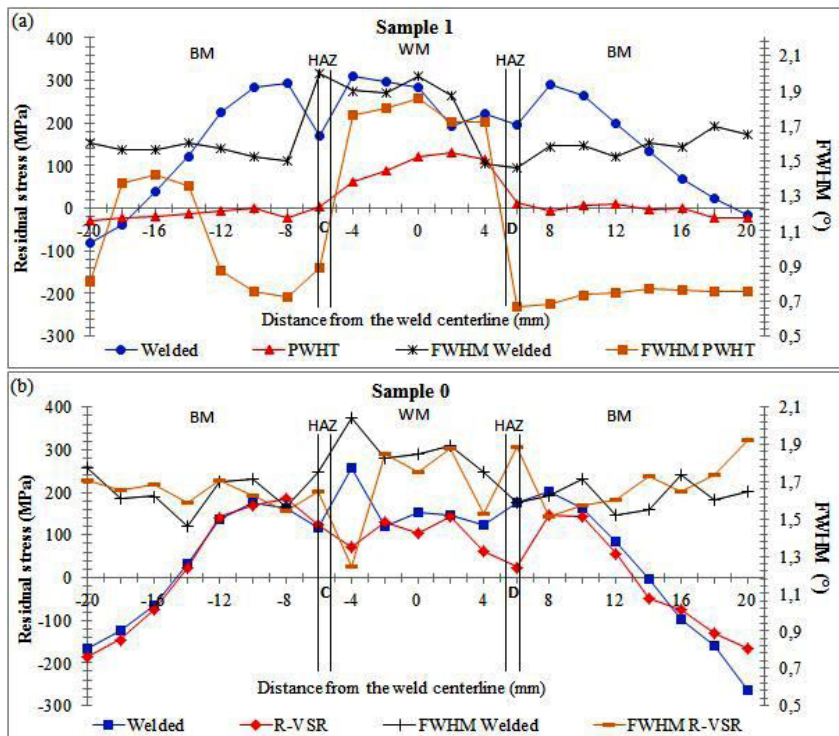 (a)
Sample 1
BM
HAZ
WM
HAZ
BM
Residual stress (MPa)
400
300
200
100
0
-100
-200
-300
2,1
1,9
1,7
1,5
1,3
1,1
0,9
0,7
0,5
FWHM (°)
-20
-16
-12
-8
C
-4
0
4
D
8
12
16
20
Distance from the weld centerline (mm)
Welded
PWHT
FWHM Welded
FWHM PWHT
(b)
Sample 0
BM
HAZ
WM
HAZ
BM
Residual stress (MPa)
400
300
200
100
0
-100
-200
-300
2,1
1,9
1,7
1,5
1,3
1,1
0,9
0,7
0,5
FWHM (°)
-20
-16
-12
-8
C
-4
0
4
D
8
12
16
20
Distance from the weld centerline (mm)
Welded
R-VSR
FWHM Welded
FWHM R-VSR